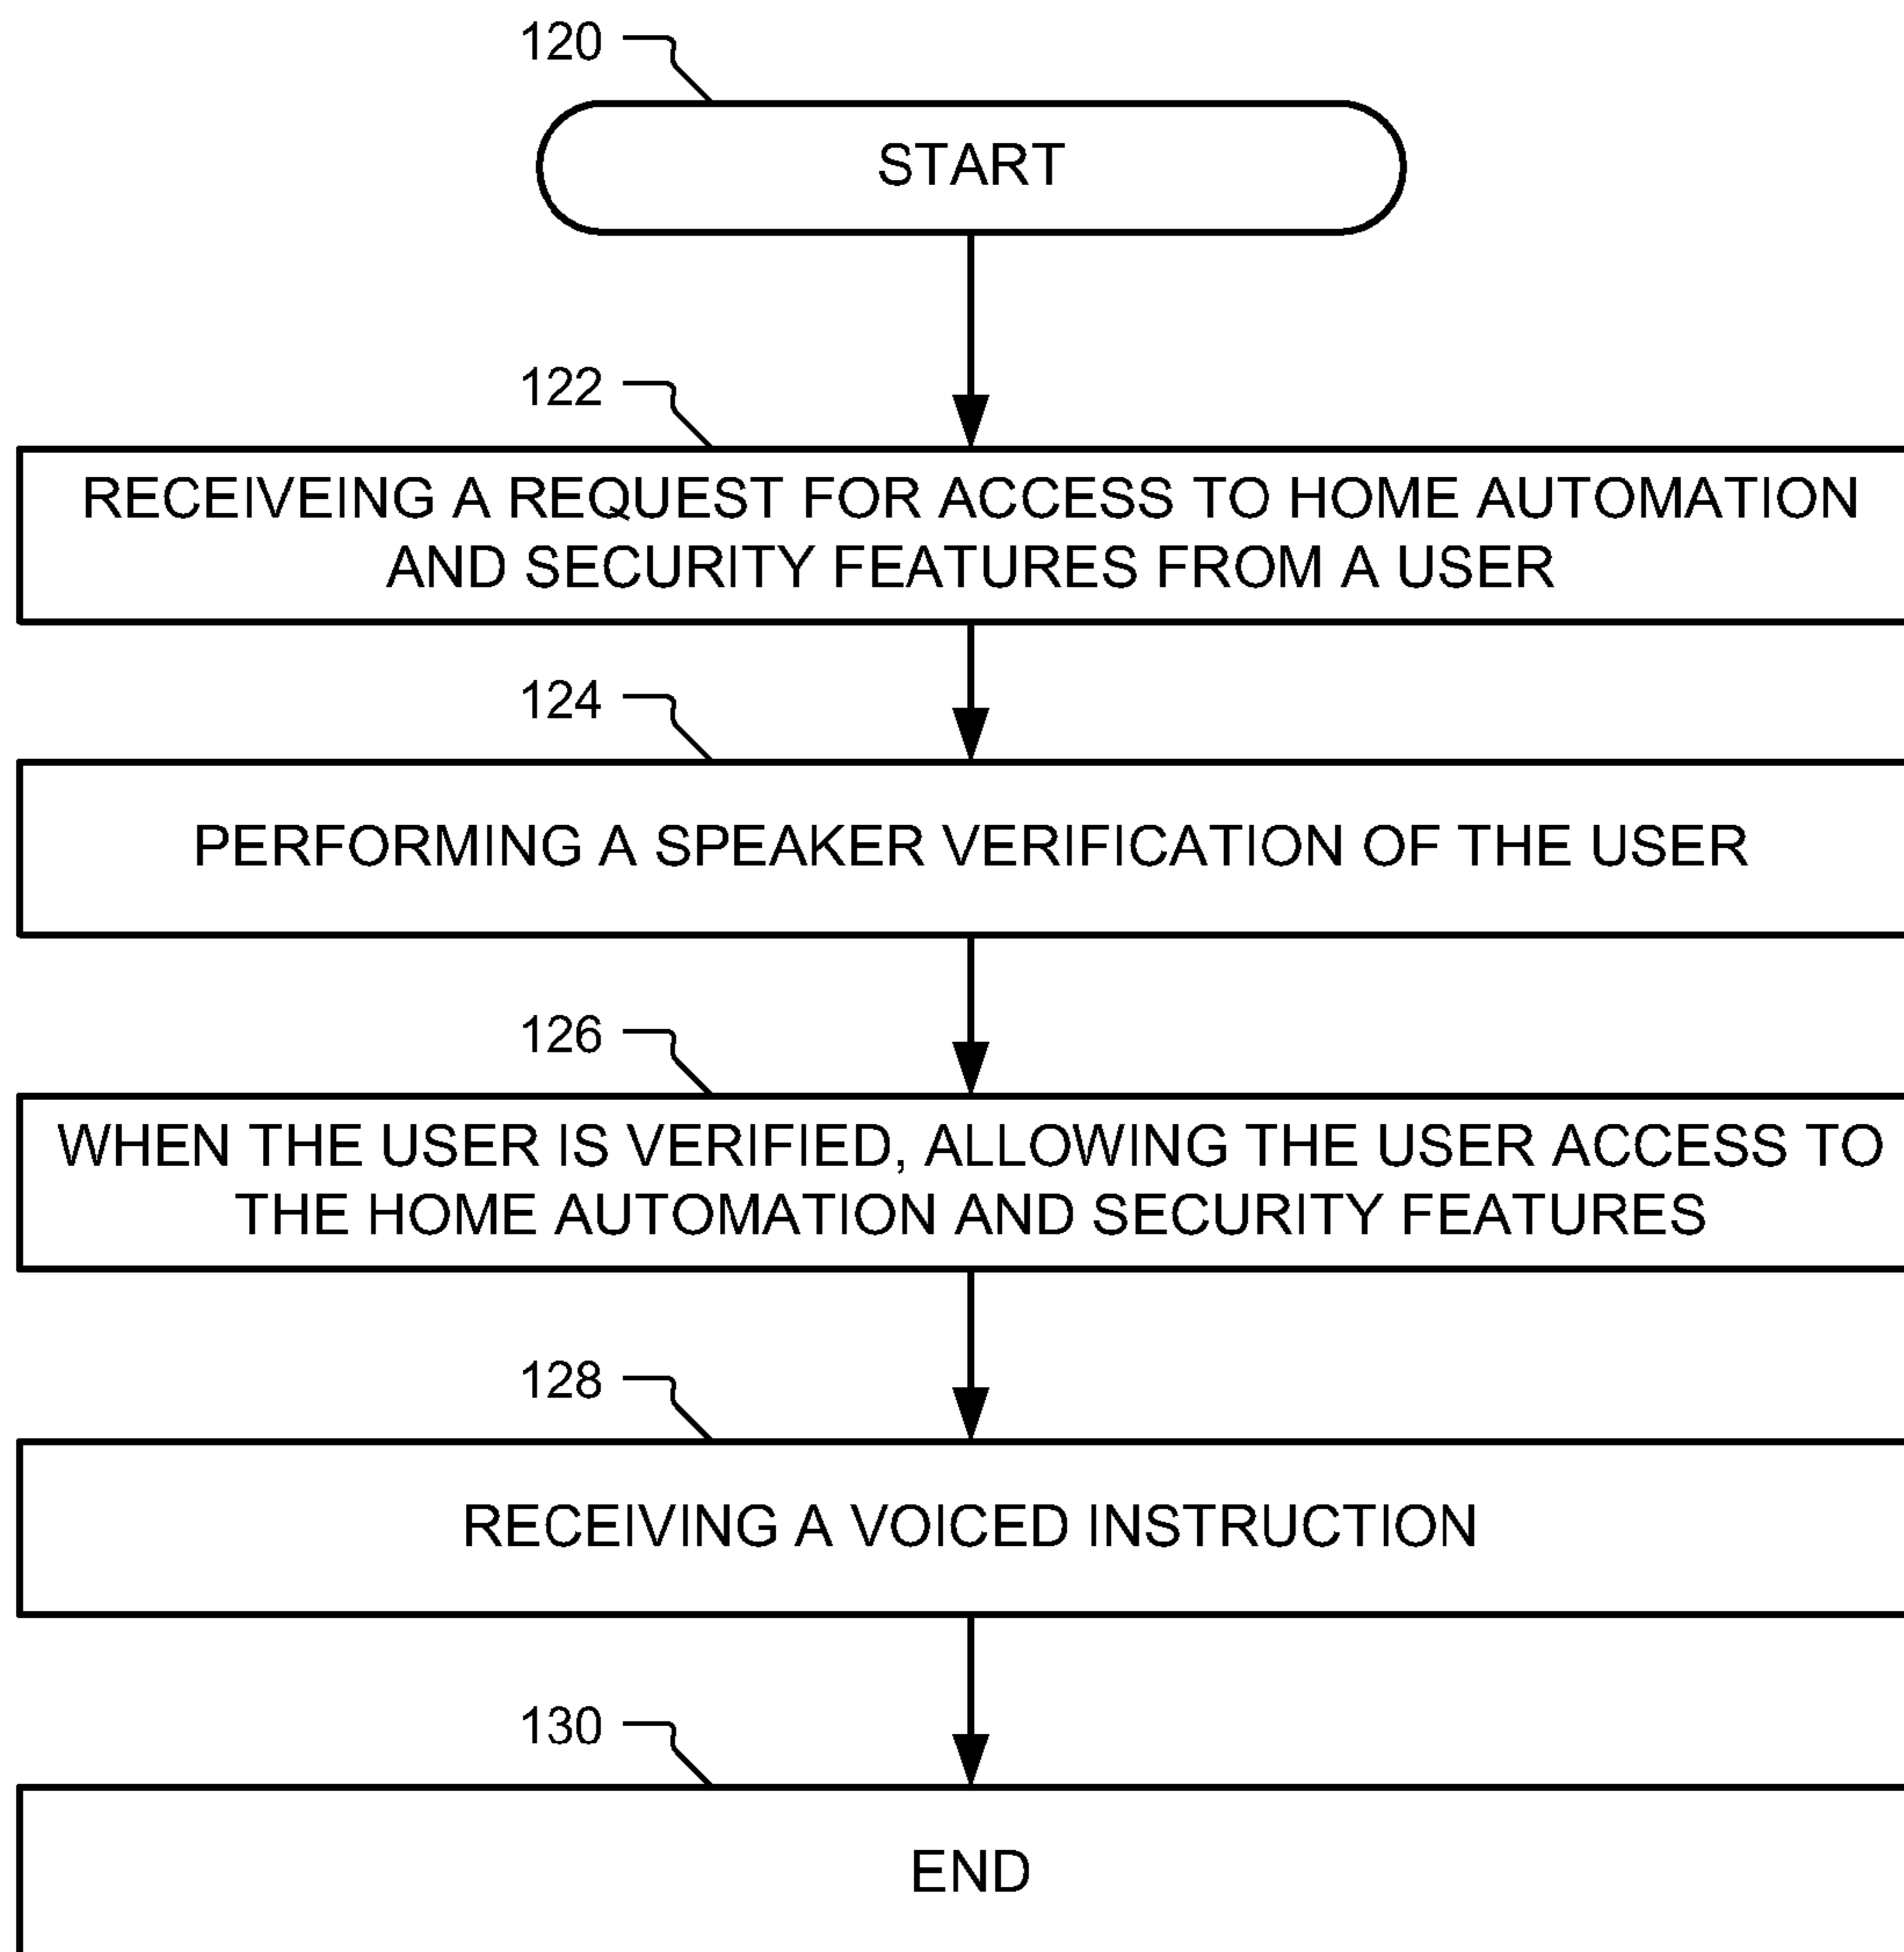 120
START
122
RECEIVEING A REQUEST FOR ACCESS TO HOME AUTOMATION
AND SECURITY FEATURES FROM A USER
124
PERFORMING A SPEAKER VERIFICATION OF THE USER
126
WHEN THE USER IS VERIFIED, ALLOWING THE USER ACCESS TO
THE HOME AUTOMATION AND SECURITY FEATURES
128
RECEIVING A VOICED INSTRUCTION
130
END